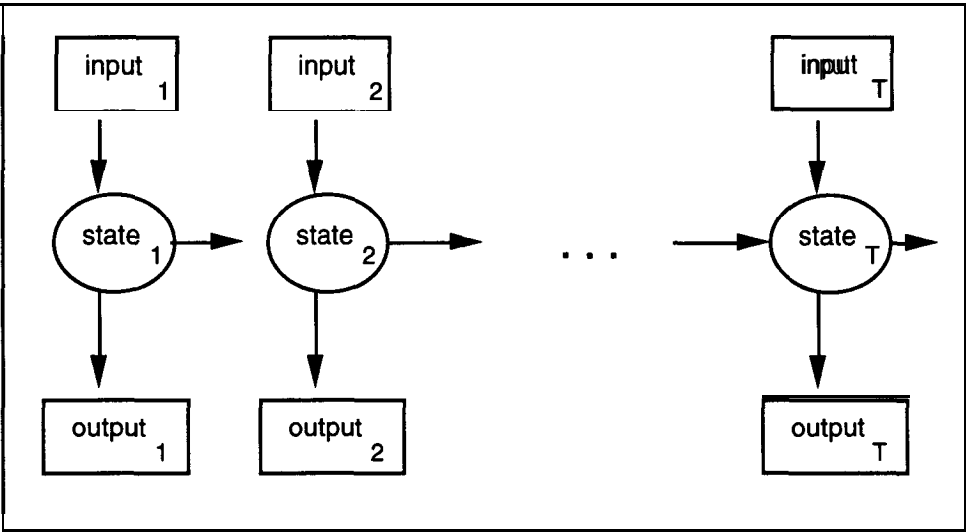 input 1 input 2 input T
state 1 state 2 . . . state T
output 1 output 2 output T